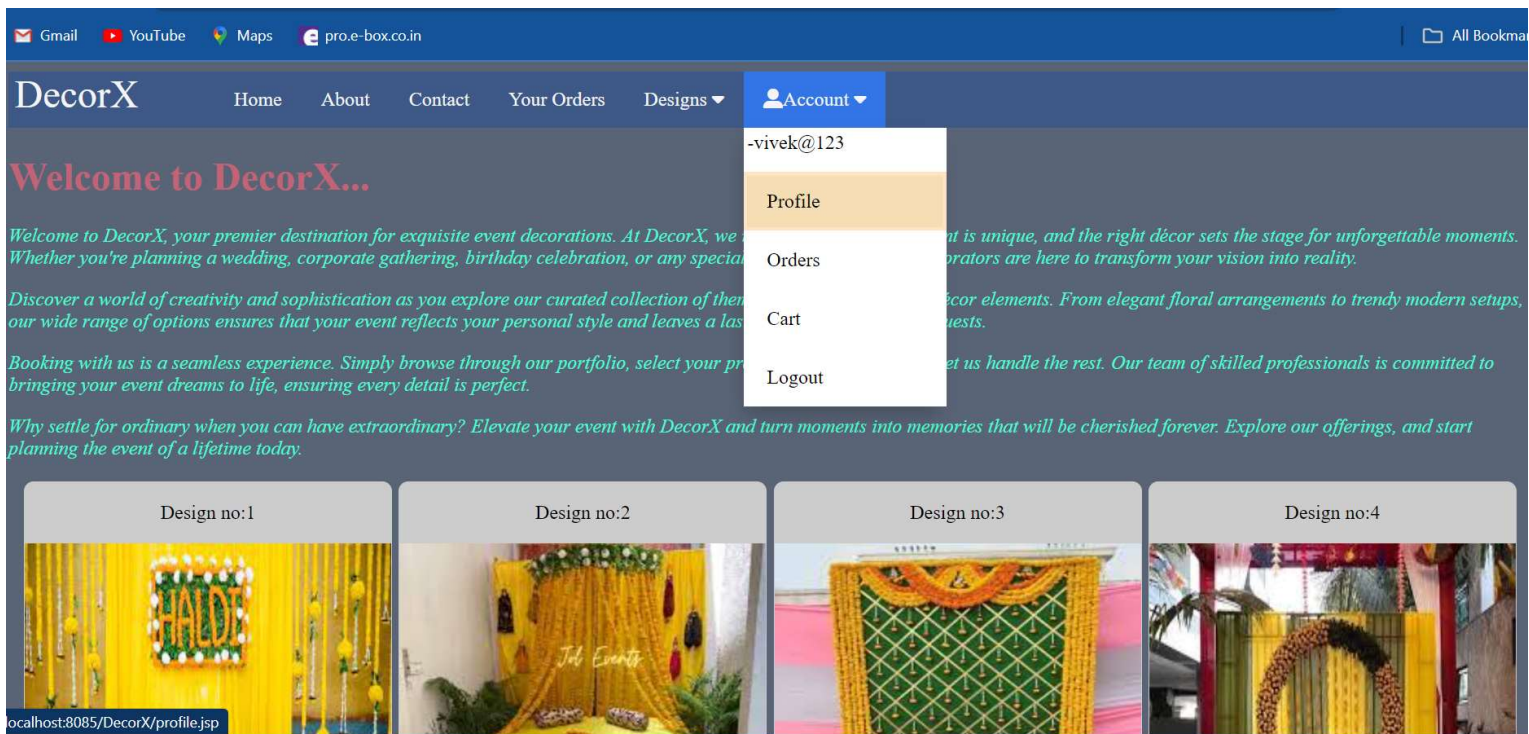 Gmail YouTube Maps pro.e-box.co.in All Bookmar
DecorX Home About Contact Your Orders Designs Account
-vivek@123
Profile
Orders
Cart
Logout
Welcome to DecorX...
Welcome to DecorX, your premier destination for exquisite event decorations. At DecorX, we nt is unique, and the right décor sets the stage for unforgettable moments.
Whether you're planning a wedding, corporate gathering, birthday celebration, or any special orators are here to transform your vision into reality.
Discover a world of creativity and sophistication as you explore our curated collection of them cor elements. From elegant floral arrangements to trendy modern setups,
our wide range of options ensures that your event reflects your personal style and leaves a las uests.
Booking with us is a seamless experience. Simply browse through our portfolio, select your pr et us handle the rest. Our team of skilled professionals is committed to
bringing your event dreams to life, ensuring every detail is perfect.
Why settle for ordinary when you can have extraordinary? Elevate your event with DecorX and turn moments into memories that will be cherished forever. Explore our offerings, and start
planning the event of a lifetime today.
Design no:1 Design no:2 Design no:3 Design no:4
HALDI
Jol Events
localhost:8085/DecorX/profile.jsp